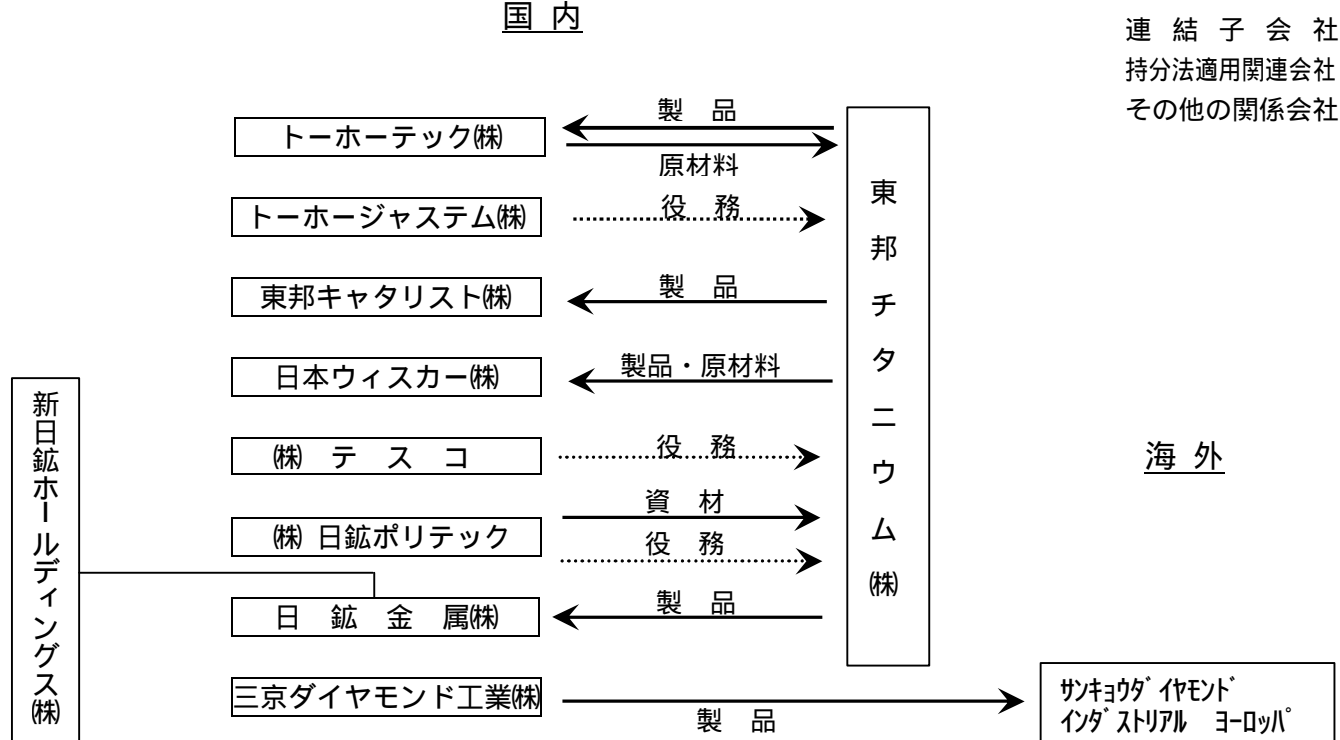 国 内
連 結 子 会 社
持分法適用関連会社
その他の関係会社
製 品
トーホーテック㈱
原材料
役 務
トーホージャステム㈱
製 品
東邦キャタリスト㈱
製品・原材料
日本ウィスカー㈱
役 務
㈱ テ ス コ
資 材
㈱ 日鉱ポリテック
役 務
製 品
日 鉱 金 属㈱
三京ダイヤモンド工業㈱
製 品
東邦チタニウム㈱
新日鉱ホールディングス㈱
海 外
ｻﾝｷｮｳﾀﾞｲﾔﾓﾝﾄﾞ
ｲﾝﾀﾞｽﾄﾘｱﾙ ﾖｰﾛｯﾊﾟ